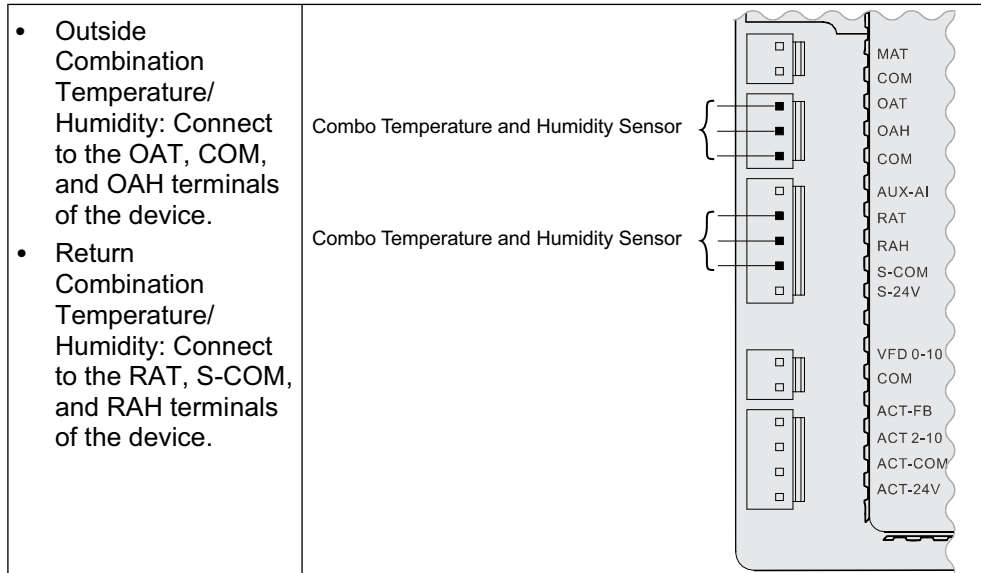 • Outside
Combination
Temperature/
Humidity: Connect
to the OAT, COM,
and OAH terminals
of the device.
• Return
Combination
Temperature/
Humidity: Connect
to the RAT, S-COM,
and RAH terminals
of the device.
Combo Temperature and Humidity Sensor
Combo Temperature and Humidity Sensor
MAT
COM
OAT
OAH
COM
AUX-AI
RAT
RAH
S-COM
S-24V
VFD 0-10
COM
ACT-FB
ACT 2-10
ACT-COM
ACT-24V